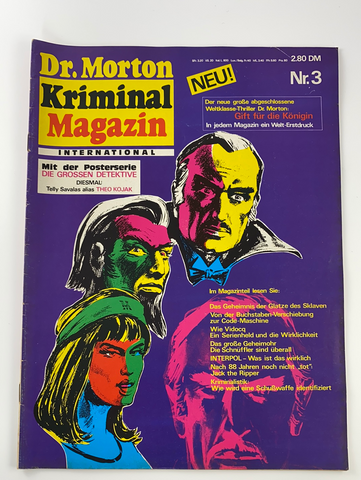 NEU!
2.80 DM
Nr.3
Dr. Morton
Kriminal
Magazin
INTERNATIONAL
Der neue große abgeschlossene
Weltklasse-Thriller Dr. Morton:
Gift für die Königin
In jedem Magazin ein Welt-Erstdruck
Mit der Posterserie
DIE GROSSEN DETEKTIVE
DIESMAL:
Telly Savalas alias THEO KOJAK
Im Magazinteil lesen Sie:
Das Geheimnis der Glatze des Sklaven
Von der Buchstaben-Verschiebung
zur Code-Maschine
Wie Vidocq
Ein Serienheld und die Wirklichkeit
Das große Geheimohr
Die Schnüffler sind überall
INTERPOL - Was ist das wirklich
Nach 88 Jahren noch nicht „tot“
Jack the Ripper
Kriminalistik:
Wie wird eine Schußwaffe identifiziert